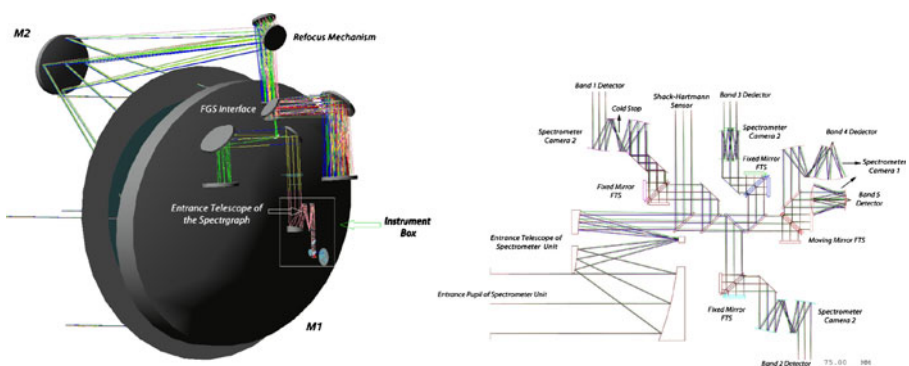 M2
Refocus Mechanism
FGS Interface
Entrance Telescope of
the Spectrgraph
Instrument
Box
M1
Band 1 Detector
Cold Stop
Shack-Hartmann
Sensor
Band 3 Dedector
Spectrometer
Camera 2
Spectrometer
Camera 2
Band 4 Dedector
Spectrometer
Camera 1
Fixed Mirror
FTS
Fixed Mirror
FTS
Band 5
Detector
Entrance Telescope of
Spectrometer Unit
Moving Mirror FTS
Entrance Pupil of Spectrometer Unit
Fixed Mirror
FTS
Spectrometer
Camera 2
Band 2 Detector
75.00 MM